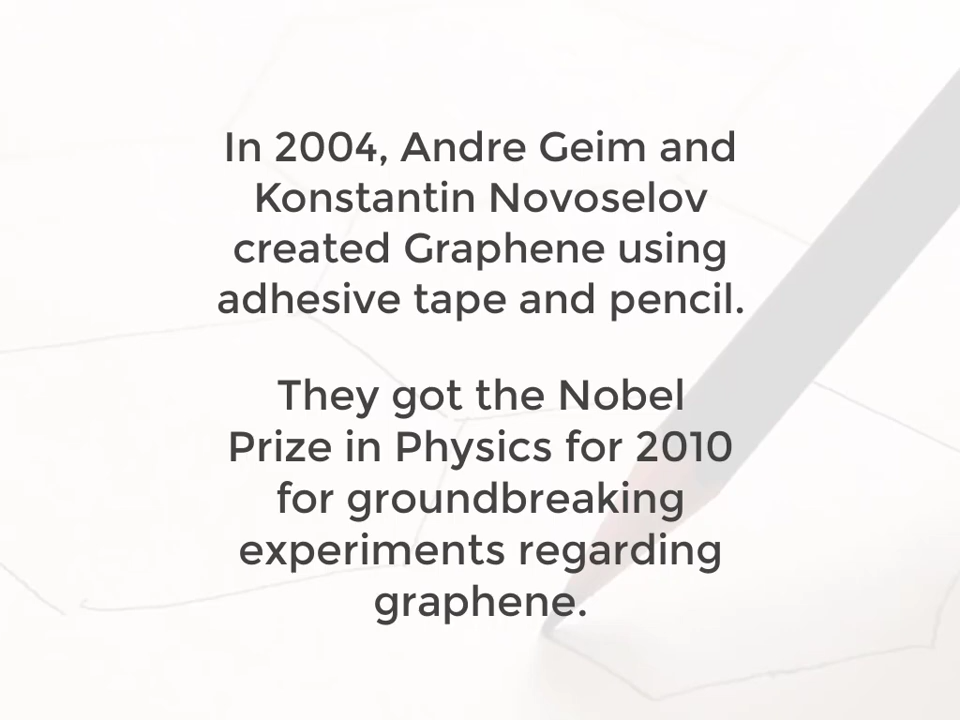 In 2004, Andre Geim and
Konstantin Novoselov
created Graphene using
adhesive tape and pencil.
They got the Nobel
Prize in Physics for 2010
for groundbreaking
experiments regarding
graphene.